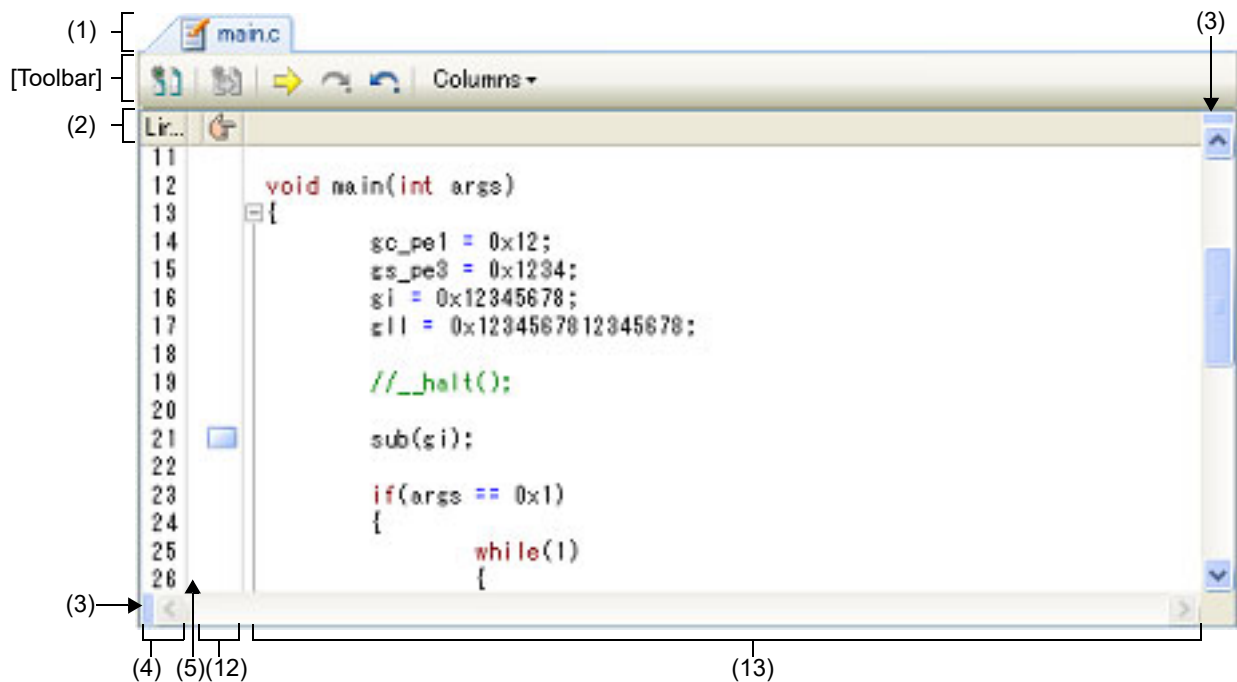 (1)
main.c
(3)
[Toolbar]
Columns
(2)
Lin...
11
12 void main(int args)
13 {
14 gc_pe1 = 0x12;
15 gs_pe3 = 0x1234;
16 gi = 0x12345678;
17 gll = 0x1234567812345678;
18
19 //__halt();
20
21 sub(gi);
22
23 if(args == 0x1)
24 {
25 while(1)
26 {
(3)
(4) (5)(12) (13)